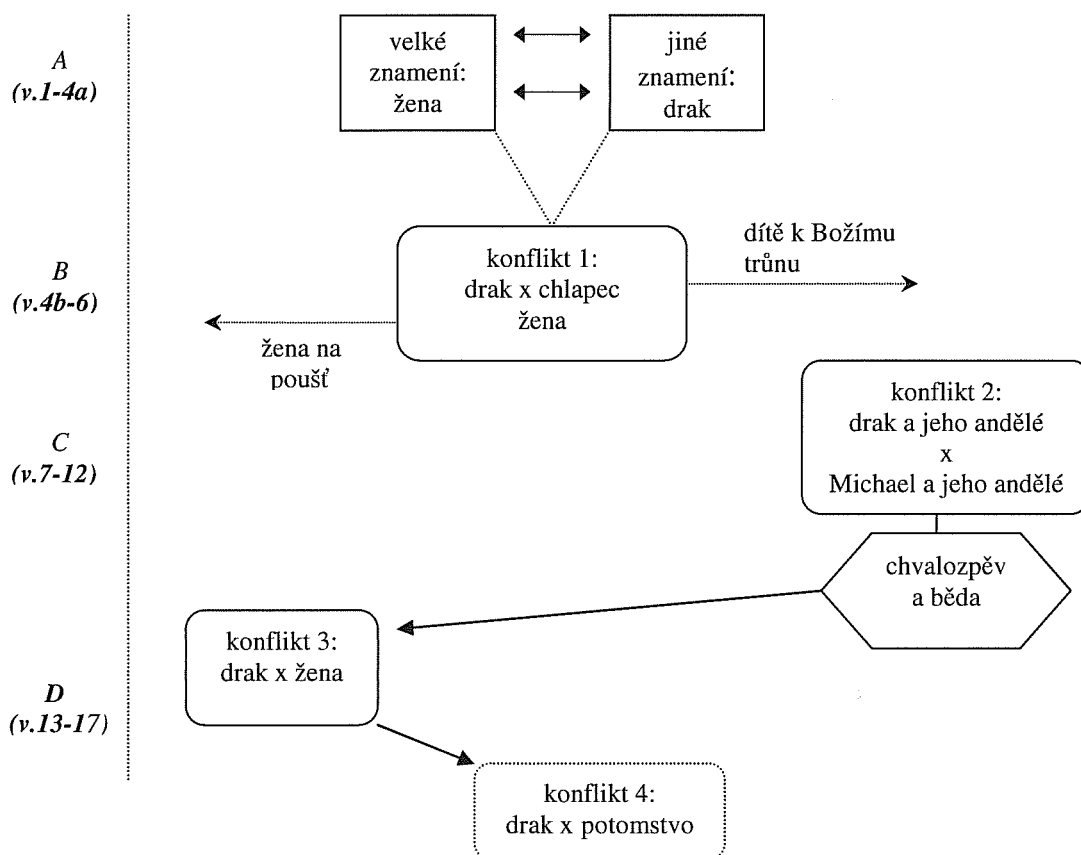 A
(v.1-4a)
velké
znamení:
žena
jiné
znamení:
drak
B
(v.4b-6)
konflikt 1:
drak x chlapec
žena
dítě k Božímu
trůnu
žena na
poušť
C
(v.7-12)
konflikt 2:
drak a jeho andělé
x
Michael a jeho andělé
chvalozpěv
a běda
D
(v.13-17)
konflikt 3:
drak x žena
konflikt 4:
drak x potomstvo